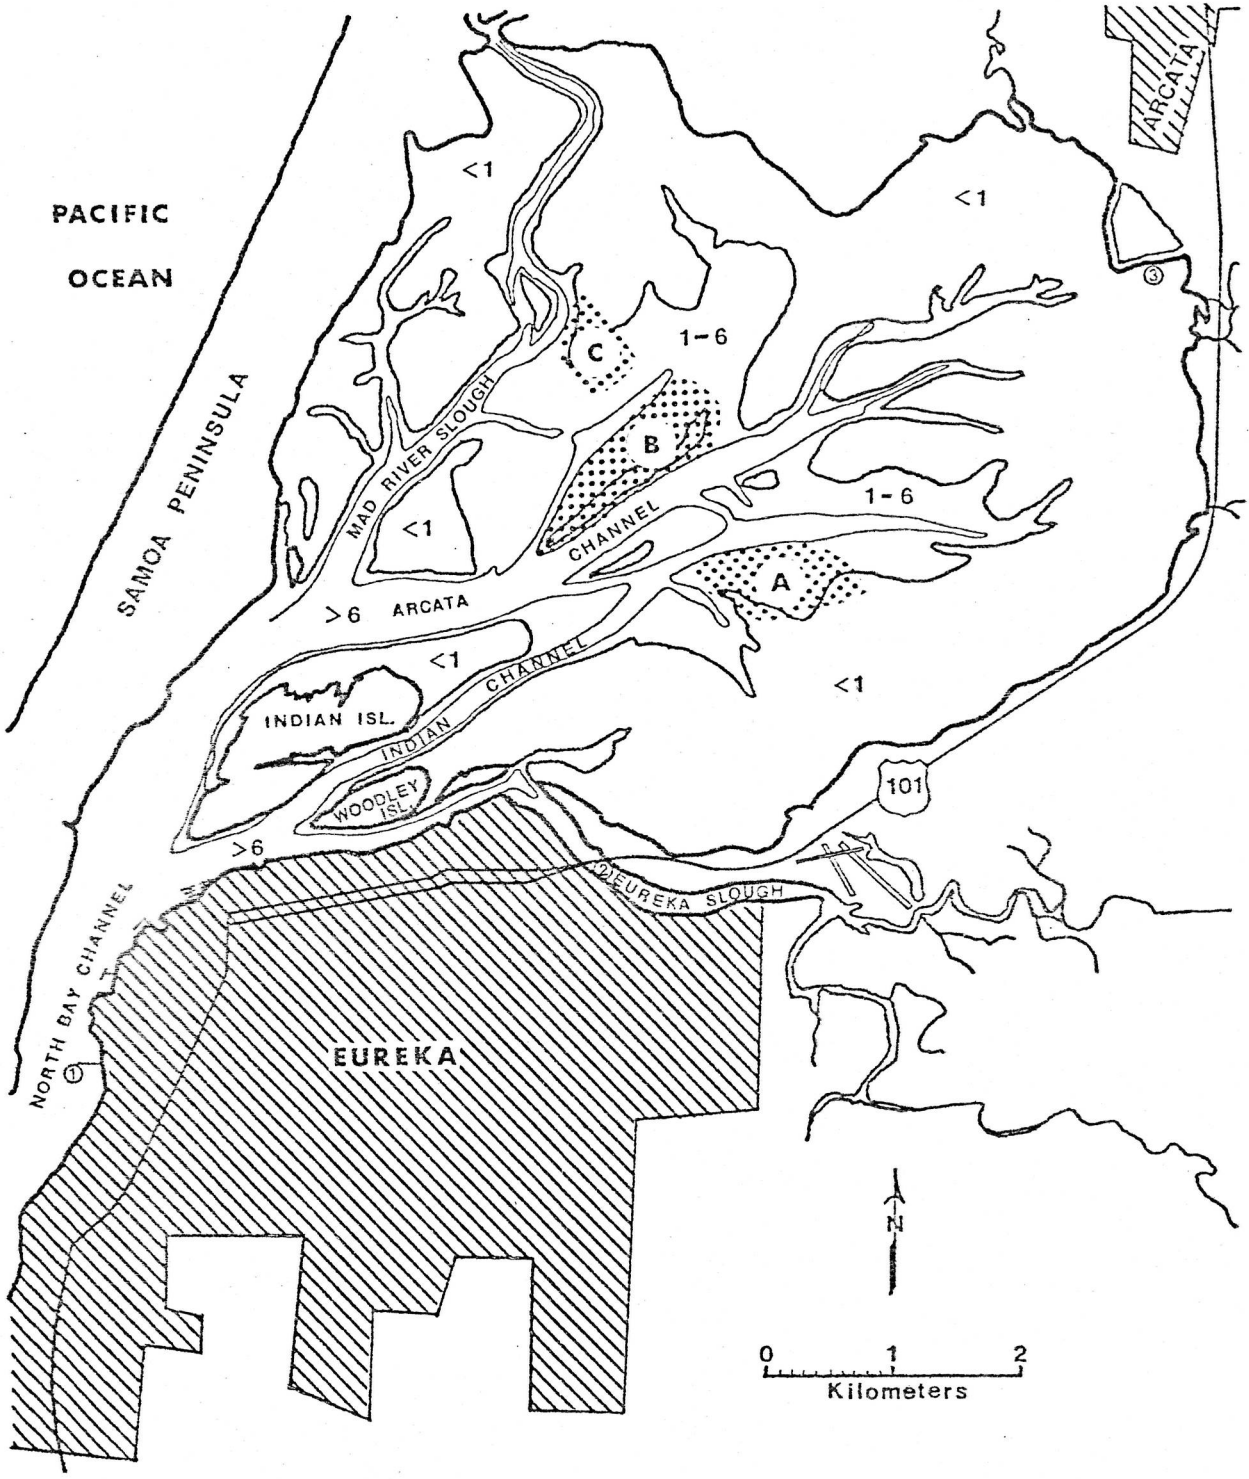 ARCATA
<1
<1
PACIFIC
OCEAN
3
C
1-6
SAMOA PENINSULA
MAD RIVER SLOUGH
B
1-6
<1
CHANNEL
A
>6
ARCATA
<1
CHANNEL
<1
INDIAN ISL.
INDIAN
101
WOODLEY
ISL.
>6
2
EUREKA SLOUGH
NORTH BAY CHANNEL
EUREKA
1
N
0 1 2
Kilometers